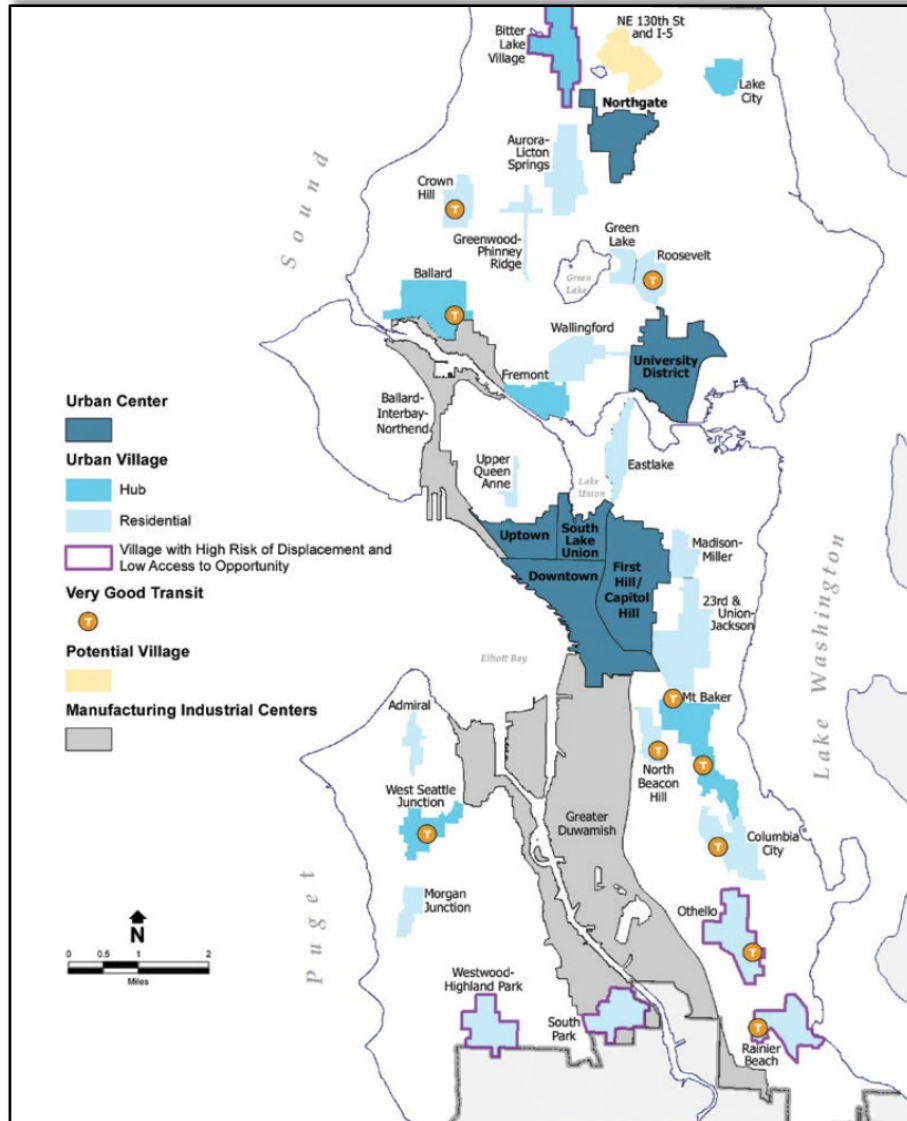 Bitter
Lake
Village
NE 130th St
and I-5
Lake
City
Northgate
Aurora-
Licton
Springs
Crown
Hill
T
Greenwood-
Phinney
Ridge
Green
Lake
Roosevelt
T
Green
Lake
Ballard
T
Wallingford
University
District
Fremont
Ballard-
Interbay-
Northend
Upper
Queen
Anne
Eastlake
Lake
Union
Uptown
South
Lake
Union
Downtown
First
Hill/
Capitol
Hill
Madison-
Miller
23rd &
Union-
Jackson
Elliott Bay
T
Mt Baker
T
North
Beacon
Hill
T
Admiral
West Seattle
Junction
T
Greater
Duwamish
T
Columbia
City
Morgan
Junction
Othello
T
Westwood-
Highland Park
South
Park
T
Rainier
Beach
Puget
Sound
Lake Washington
Urban Center
Urban Village
Hub
Residential
Village with High Risk of Displacement and
Low Access to Opportunity
Very Good Transit
T
Potential Village
Manufacturing Industrial Centers
N
0 0.5 1 2
Miles